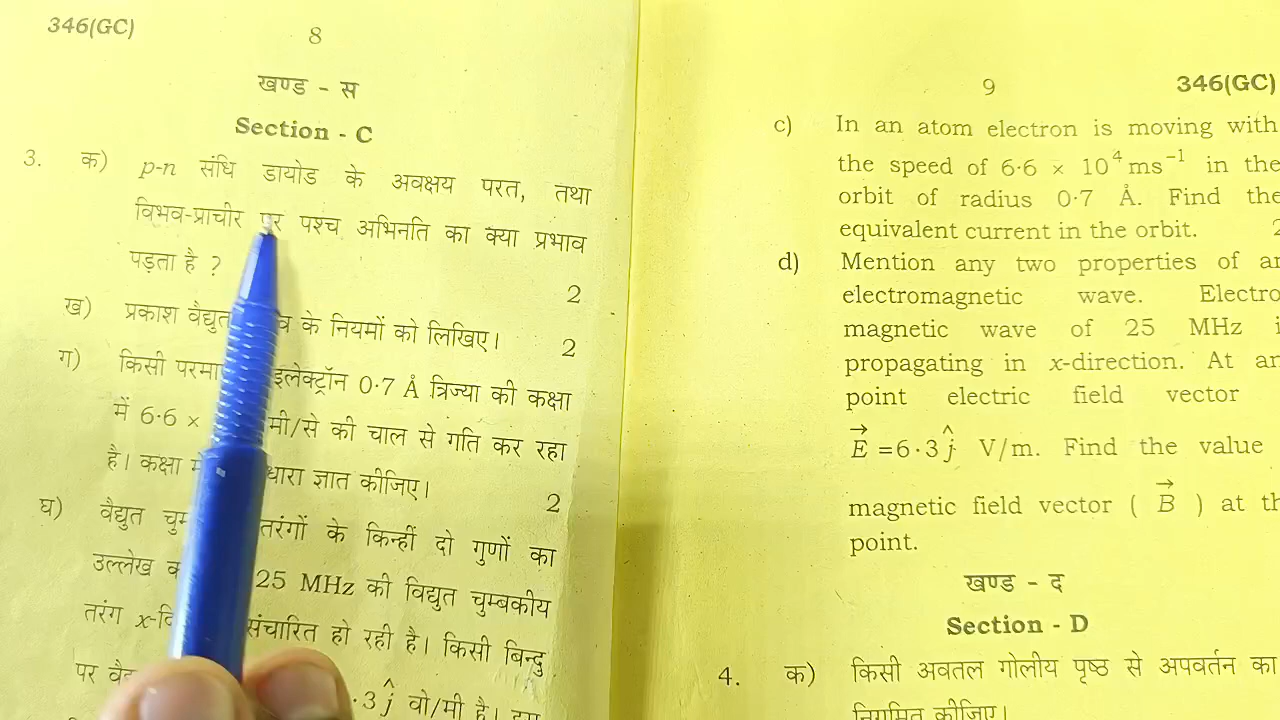 346(GC)
8
खण्ड - स
Section - C
3. क) p-n संधि डायोड के अवक्षय परत, तथा
विभव-प्राचीर पर पश्च अभिनति का क्या प्रभाव
पड़ता है ?
2
ख) प्रकाश वैद्युत के नियमों को लिखिए।
2
ग) किसी इलेक्ट्रॉन 0·7 Å त्रिज्या की कक्षा
में 6·6 × मी/से की चाल से गति कर रहा
है। कक्षा धारा ज्ञात कीजिए।
2
घ) वैद्युत तरंगों के किन्हीं दो गुणों का
उल्लेख 25 MHz की विद्युत चुम्बकीय
तरंग संचारित हो रही है। किसी बिन्दु
पर ·3 ĵ वो/मी है।
9
346(GC)
c) In an atom electron is moving with
the speed of 6·6 × 10⁴ ms⁻¹ in the
orbit of radius 0·7 Å. Find the
equivalent current in the orbit.
d) Mention any two properties of
electromagnetic wave. Electro
magnetic wave of 25 MHz
propagating in x-direction. At
point electric field vector
E⃗ =6·3 ĵ V/m. Find the value
magnetic field vector ( B⃗ ) at
point.
खण्ड - द
Section - D
4. क) किसी अवतल गोलीय पृष्ठ से अपवर्तन का
निगमित कीजिए।